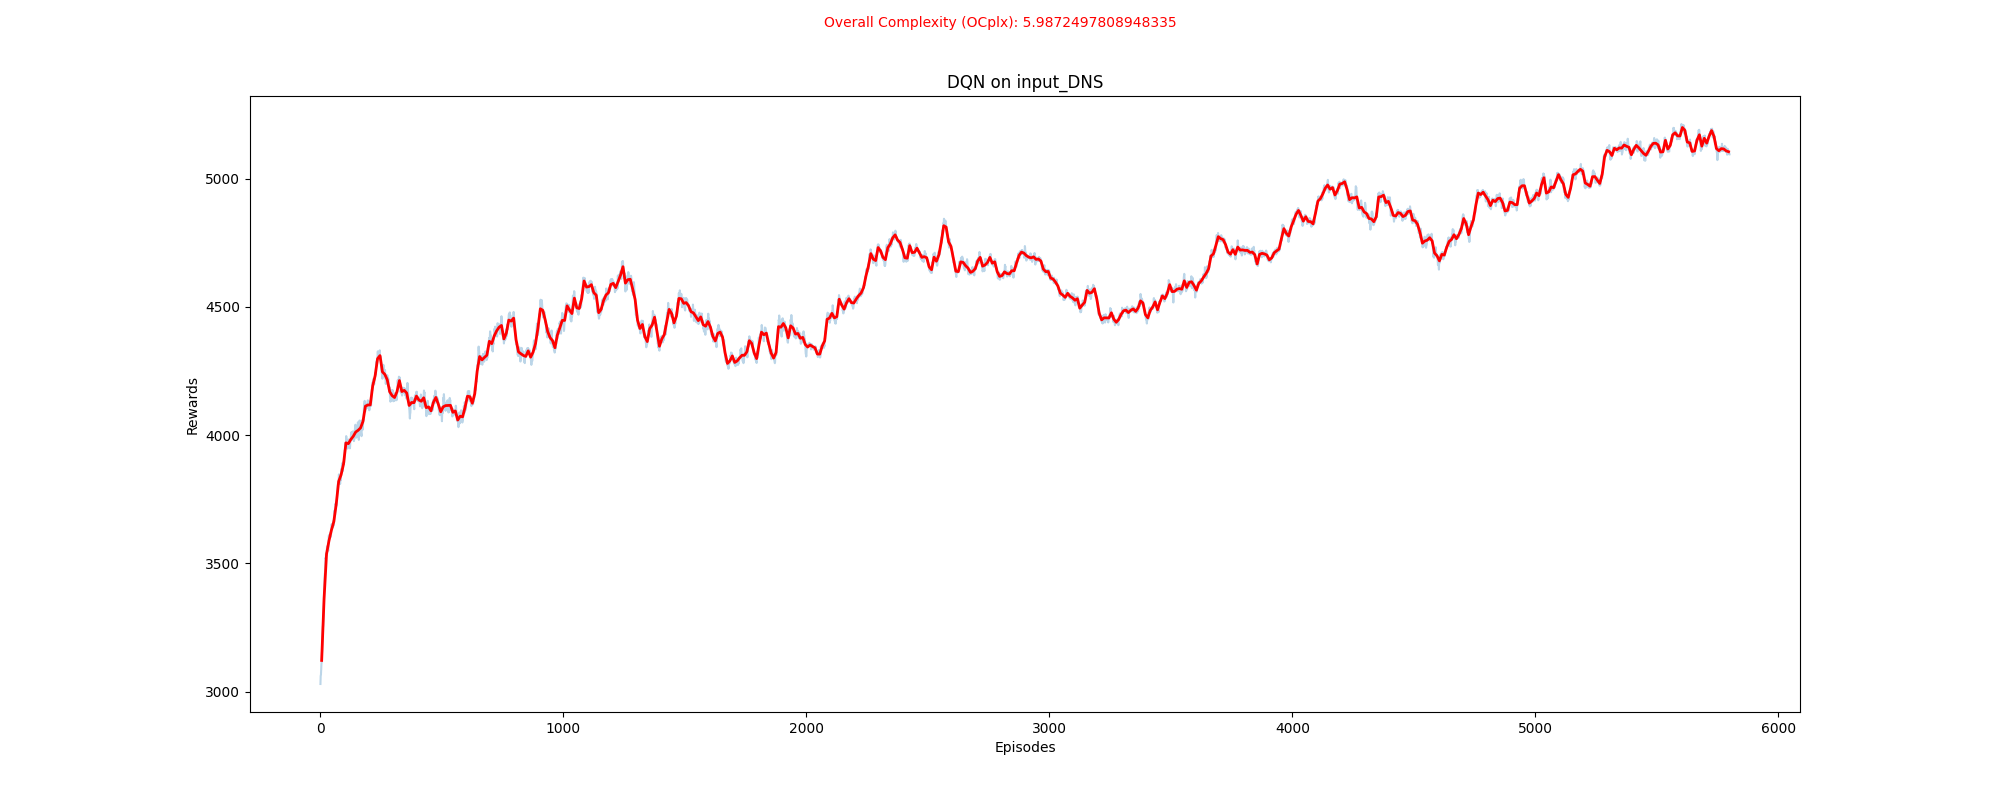 Overall Complexity (OCplx): 5.9872497808948335
DQN on input_DNS
Rewards
5000
4500
4000
3500
3000
0 1000 2000 3000 4000 5000 6000
Episodes